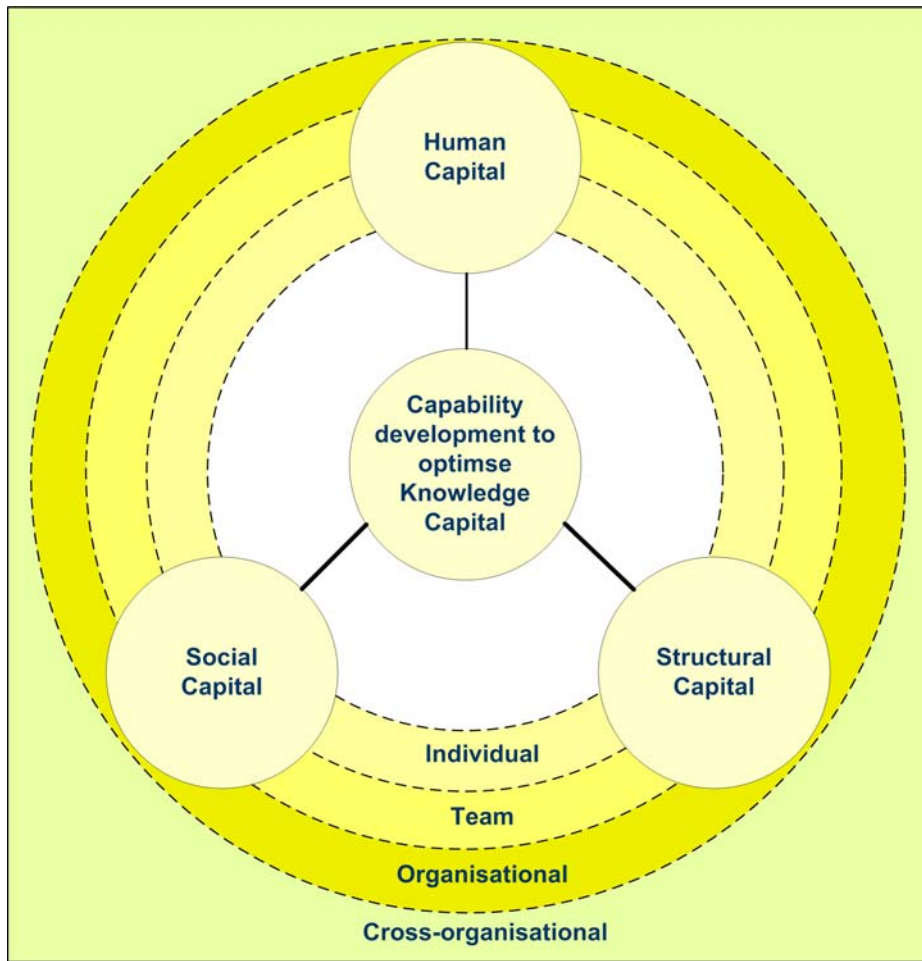 Human
Capital
Capability
development to
optimse
Knowledge
Capital
Social
Capital
Structural
Capital
Individual
Team
Organisational
Cross-organisational